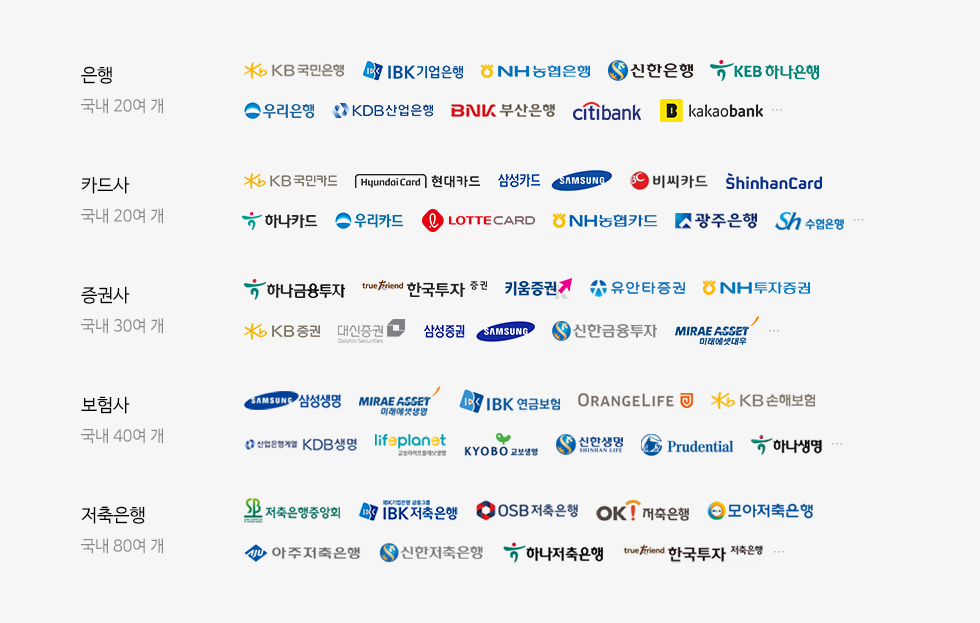 은행
국내 20여 개
KB국민은행 IBK기업은행 NH농협은행 신한은행 KEB 하나은행
우리은행 KDB산업은행 BNK 부산은행 citibank B kakaobank ...
카드사
국내 20여 개
KB국민카드 HyundaiCard 현대카드 삼성카드 SAMSUNG BC 비씨카드 ShinhanCard
하나카드 우리카드 LOTTECARD NH농협카드 광주은행 Sh 수협은행 ...
증권사
국내 30여 개
하나금융투자 true friend 한국투자 증권 키움증권 유안타증권 NH투자증권
KB증권 대신증권 Daishin Securities 삼성증권 SAMSUNG 신한금융투자 MIRAE ASSET 미래에셋대우 ...
보험사
국내 40여 개
SAMSUNG 삼성생명 MIRAE ASSET 미래에셋생명 IBK IBK 연금보험 ORANGELIFE KB손해보험
산업은행계열 KDB생명 lifeplanet 교보라이프플래닛생명 KYOBO 교보생명 신한생명 SHINHAN LIFE Prudential 하나생명 ...
저축은행
국내 80여 개
SB 저축은행중앙회 IBK기업은행 금융그룹 IBK저축은행 OSB저축은행 OK! 저축은행 모아저축은행
AJU 아주저축은행 신한저축은행 하나저축은행 true friend 한국투자 저축은행 ...